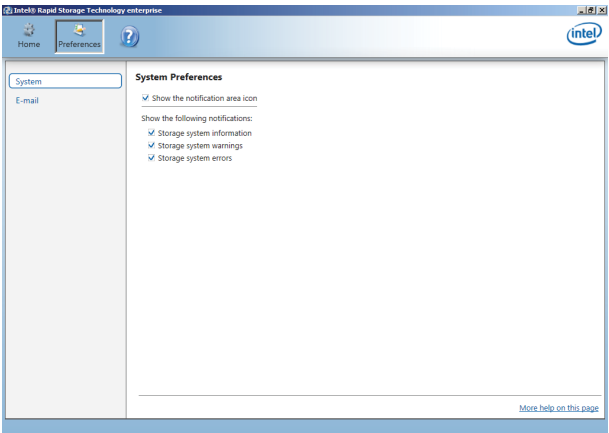 Intel® Rapid Storage Technology enterprise
Home
Preferences
?
intel
System
E-mail
System Preferences
Show the notification area icon
Show the following notifications:
Storage system information
Storage system warnings
Storage system errors
More help on this page